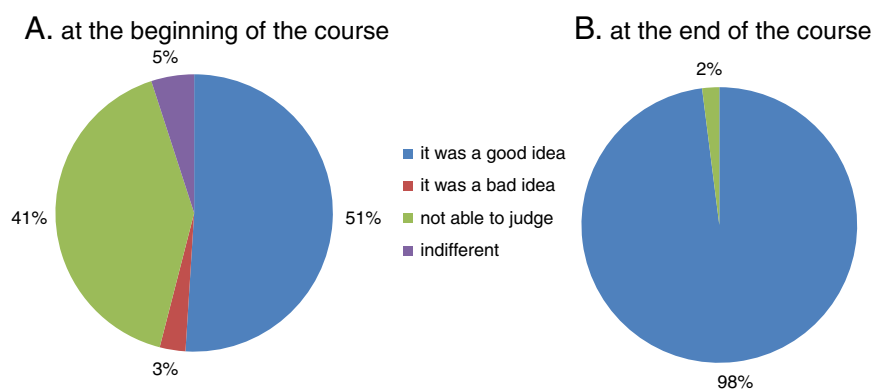 A. at the beginning of the course
5%
41%
51%
3%
it was a good idea
it was a bad idea
not able to judge
indifferent
B. at the end of the course
2%
98%